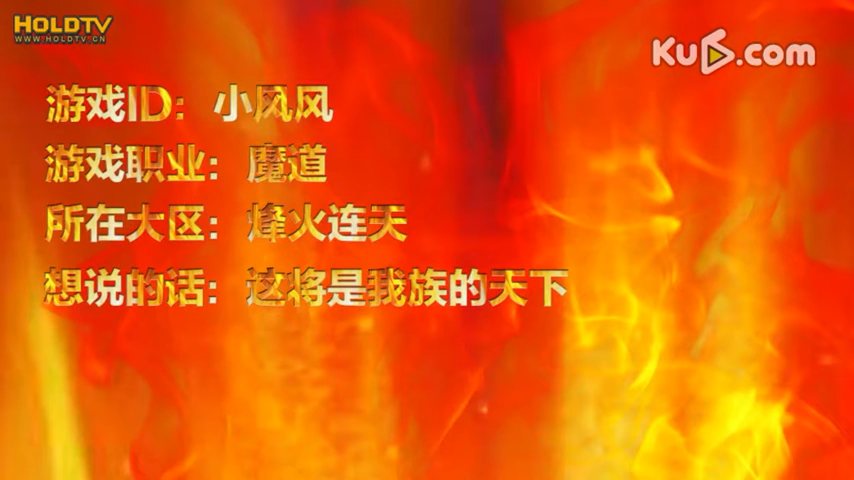 HOLDTV
WWW.HOLDTV.CN
Ku6.com
游戏ID：小风风
游戏职业：魔道
所在大区：烽火连天
想说的话：这将是我族的天下